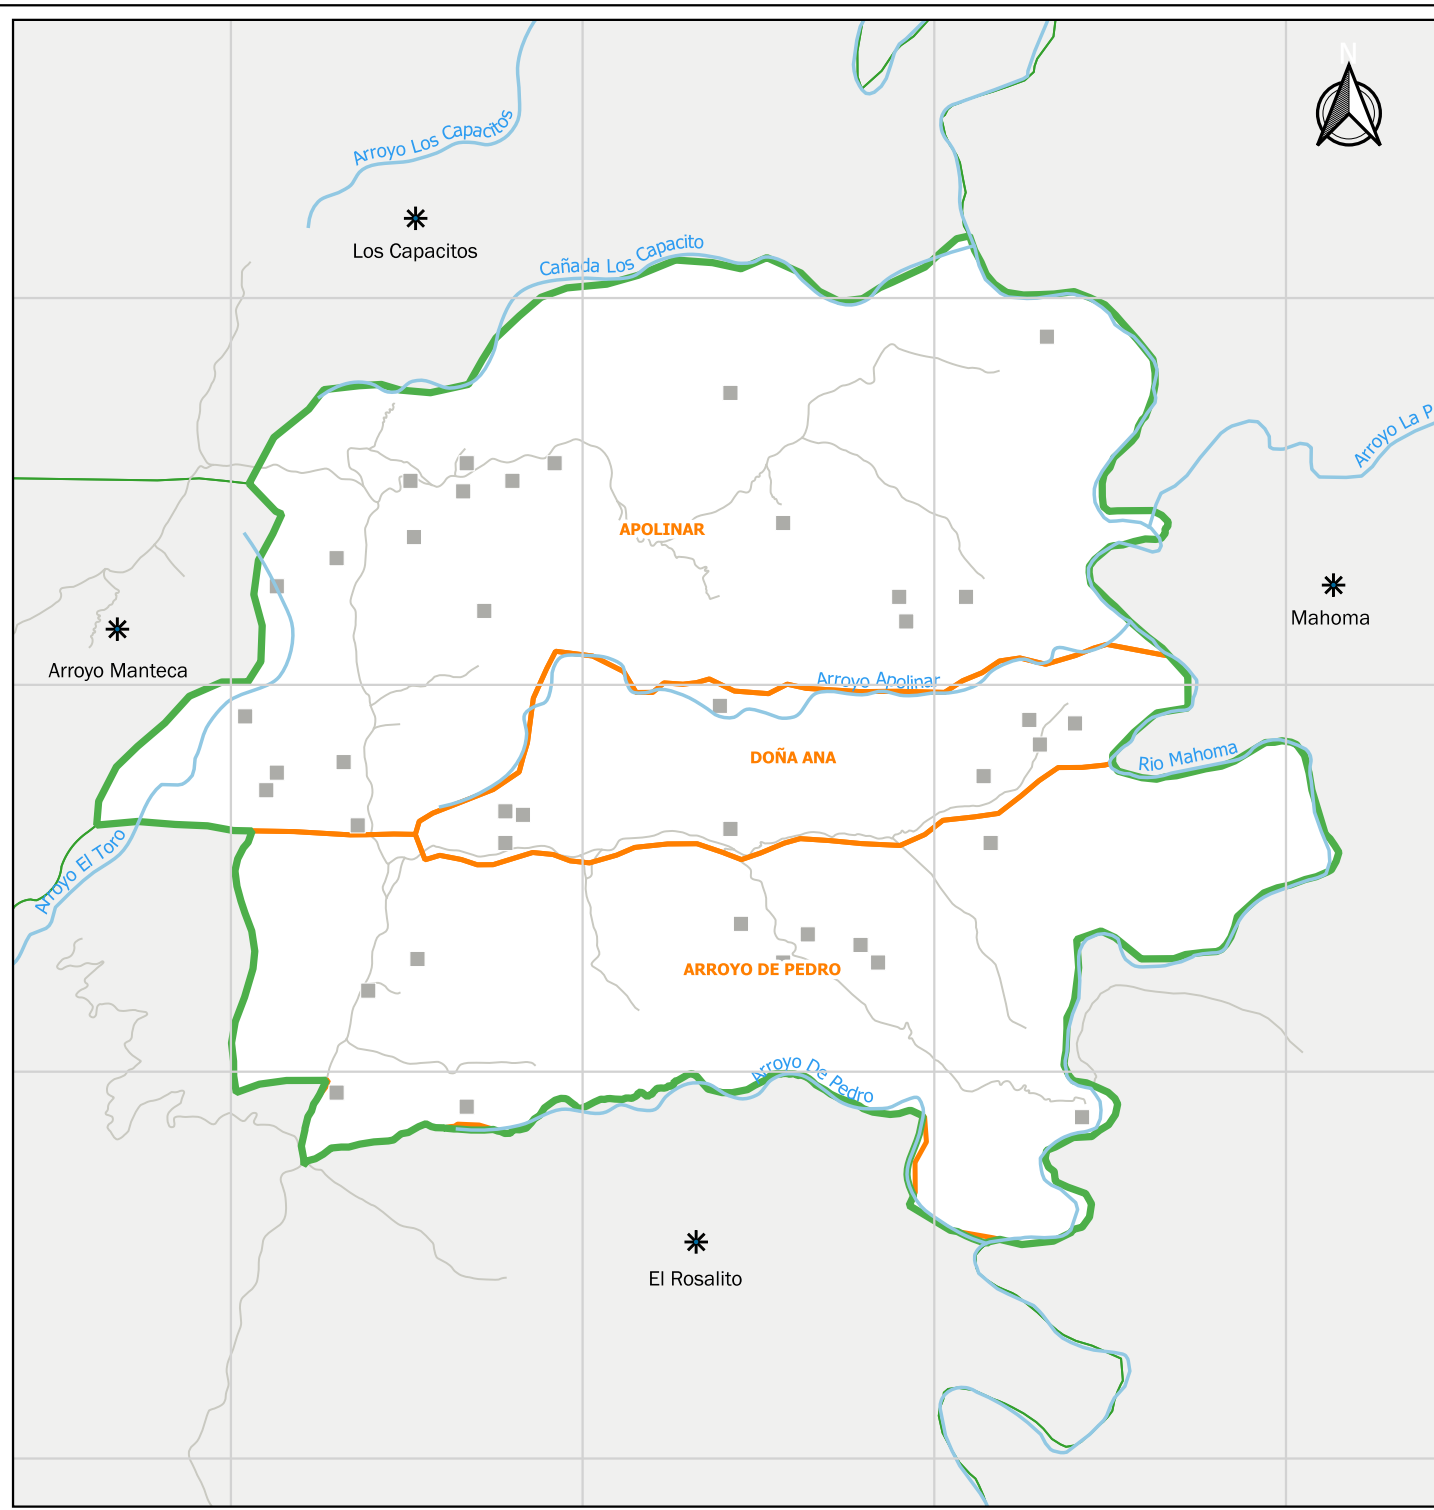 N
Arroyo Los Capacitos
Los Capacitos
Cañada Los Capacito
Arroyo La P
APOLINAR
Mahoma
Arroyo Manteca
Arroyo Apolinar
DOÑA ANA
Rio Mahoma
Arroyo El Toro
ARROYO DE PEDRO
Arroyo De Pedro
El Rosalito